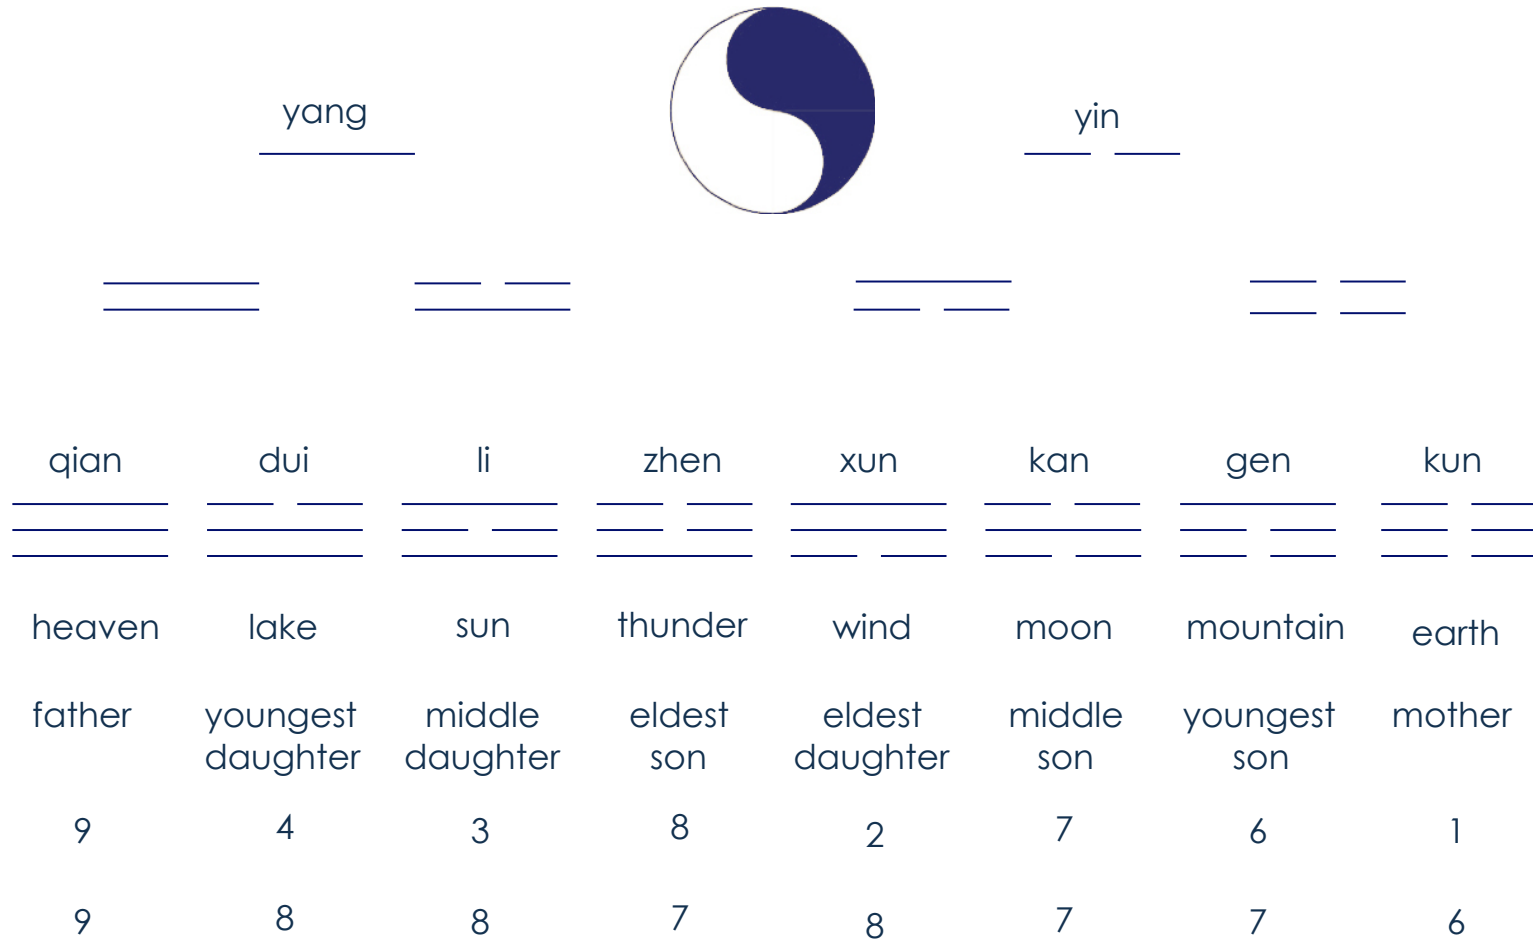 yang yin
qian dui li zhen xun kan gen kun
heaven lake sun thunder wind moon mountain earth
father youngest middle eldest eldest middle youngest mother
daughter daughter son daughter son son
9 4 3 8 2 7 6 1
9 8 8 7 8 7 7 6